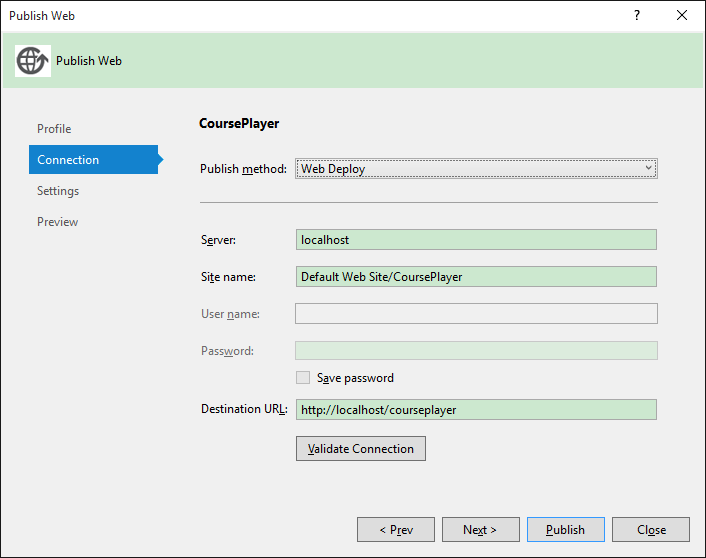 Publish Web
?
Publish Web
Profile
Connection
Settings
Preview
CoursePlayer
Publish method: Web Deploy
Server: localhost
Site name: Default Web Site/CoursePlayer
User name:
Password:
Save password
Destination URL: http://localhost/courseplayer
Validate Connection
< Prev Next > Publish Close